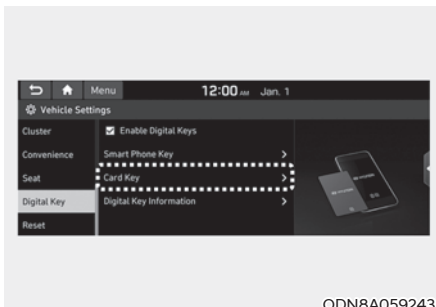 Menu 12:00 AM Jan. 1
Vehicle Settings
Cluster
Enable Digital Keys
Convenience
Smart Phone Key
Seat
Card Key
Digital Key
Digital Key Information
Reset
ODN8A059243